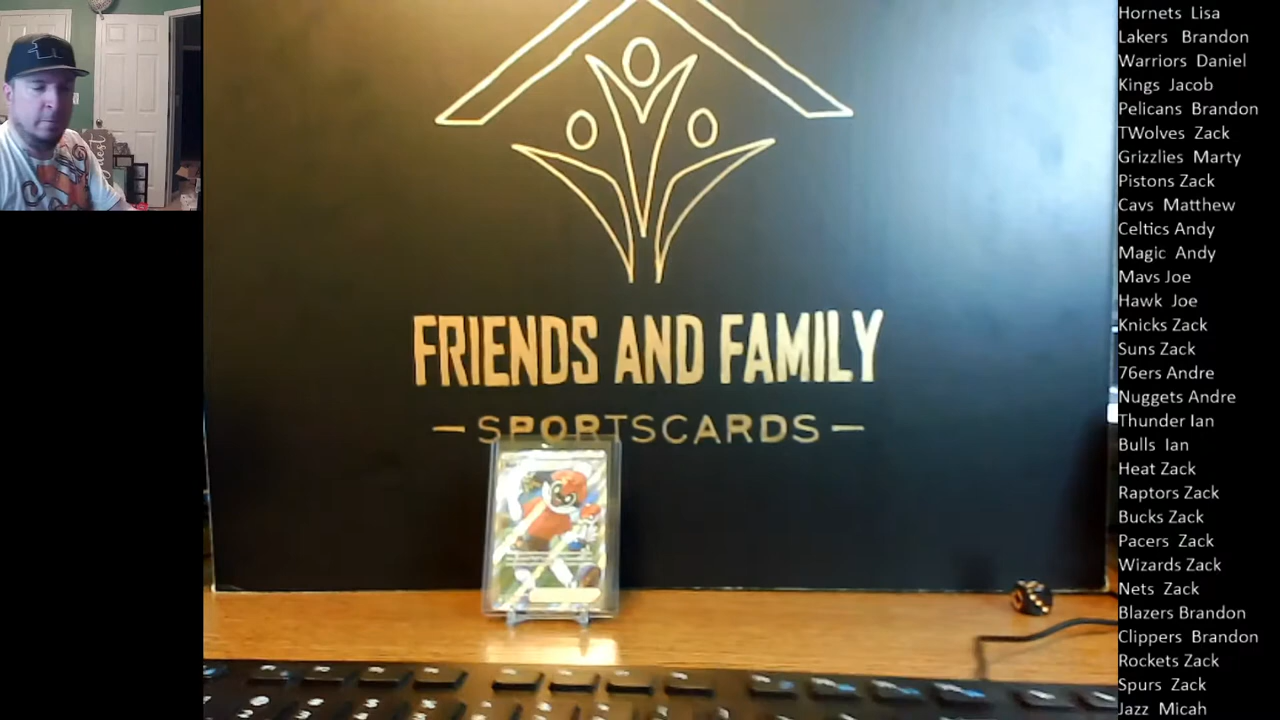 FRIENDS AND FAMILY
SPORTSCARDS
Hornets Lisa
Lakers Brandon
Warriors Daniel
Kings Jacob
Pelicans Brandon
TWolves Zack
Grizzlies Marty
Pistons Zack
Cavs Matthew
Celtics Andy
Magic Andy
Mavs Joe
Hawk Joe
Knicks Zack
Suns Zack
76ers Andre
Nuggets Andre
Thunder Ian
Bulls Ian
Heat Zack
Raptors Zack
Bucks Zack
Pacers Zack
Wizards Zack
Nets Zack
Blazers Brandon
Clippers Brandon
Rockets Zack
Spurs Zack
Jazz Micah